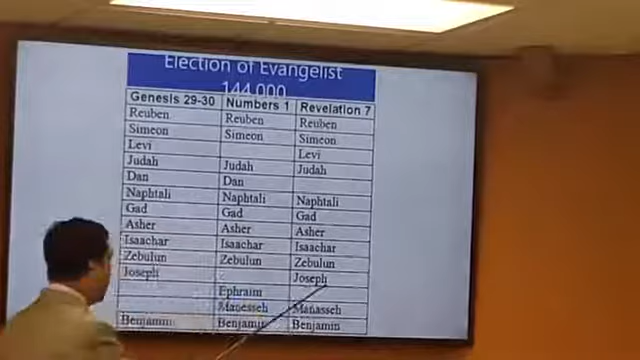 Election of Evangelist
144,000
Genesis 29-30 Numbers 1 Revelation 7
Reuben Reuben Reuben
Simeon Simeon Simeon
Levi Levi
Judah Judah Judah
Dan Dan
Naphtali Naphtali Naphtali
Gad Gad Gad
Asher Asher Asher
Isaachar Isaachar Isaachar
Zebulun Zebulun Zebulun
Joseph Joseph
Ephraim
Manesseh Manasseh
Benjamin Benjamin Benjamin